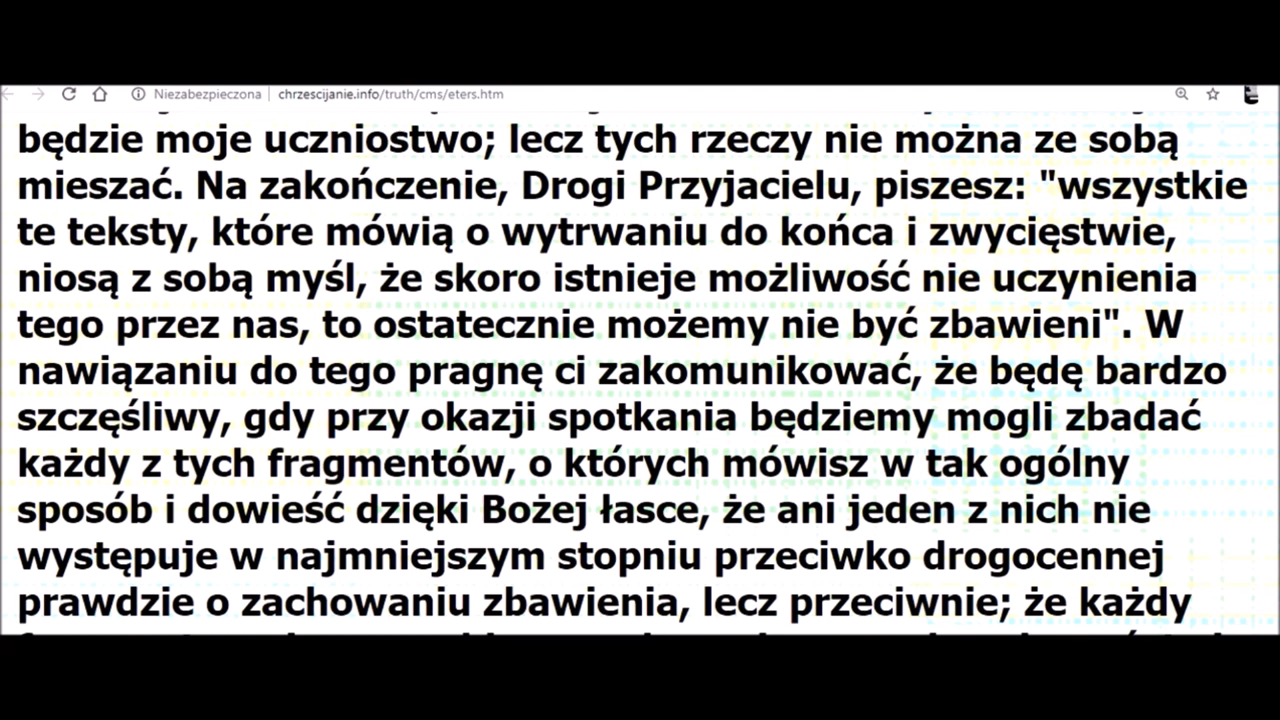 Niezabezpieczona | chrzescijanie.info/truth/cms/eters.htm
będzie moje uczniostwo; lecz tych rzeczy nie można ze sobą
mieszać. Na zakończenie, Drogi Przyjacielu, piszesz: "wszystkie
te teksty, które mówią o wytrwaniu do końca i zwycięstwie,
niosą z sobą myśl, że skoro istnieje możliwość nie uczynienia
tego przez nas, to ostatecznie możemy nie być zbawieni". W
nawiązaniu do tego pragnę ci zakomunikować, że będę bardzo
szczęśliwy, gdy przy okazji spotkania będziemy mogli zbadać
każdy z tych fragmentów, o których mówisz w tak ogólny
sposób i dowieść dzięki Bożej łasce, że ani jeden z nich nie
występuje w najmniejszym stopniu przeciwko drogocennej
prawdzie o zachowaniu zbawienia, lecz przeciwnie; że każdy